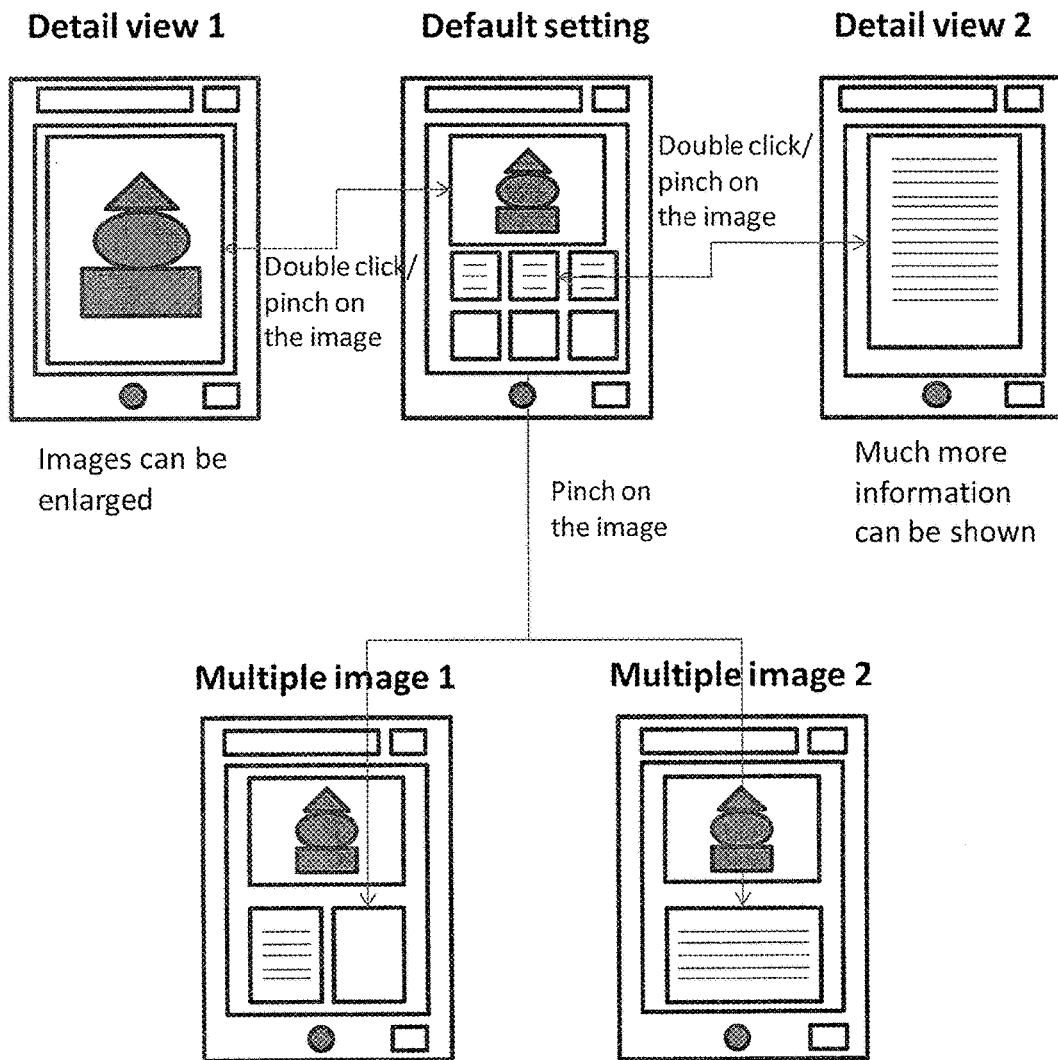 Detail view 1
Default setting
Detail view 2
Double click/
pinch on
the image
Double click/
pinch on
the image
Images can be
enlarged
Pinch on
the image
Much more
information
can be shown
Multiple image 1
Multiple image 2